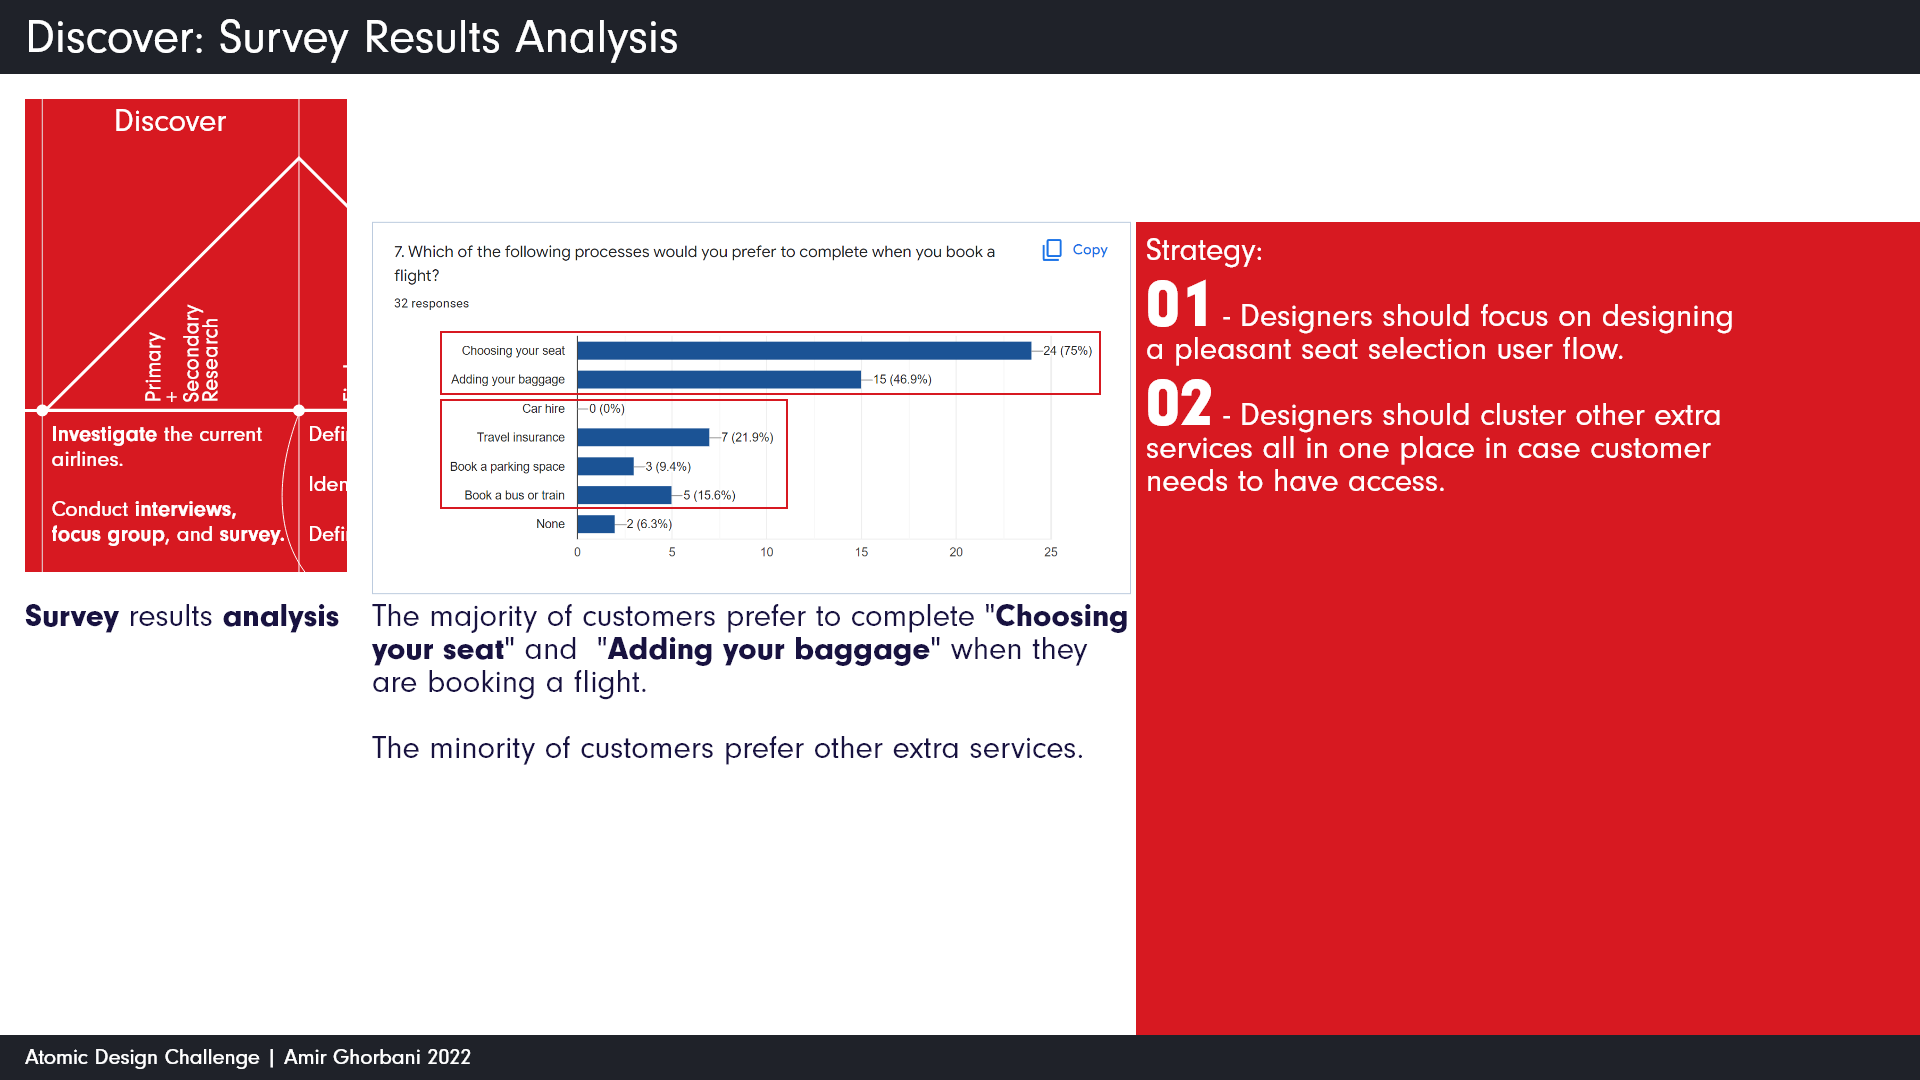 Discover: Survey Results Analysis
Discover
Primary
+
Secondary
Research
Investigate the current
airlines.
Conduct interviews,
focus group, and survey.
Survey results analysis
7. Which of the following processes would you prefer to complete when you book a
flight?
Copy
32 responses
Choosing your seat 24 (75%)
Adding your baggage 15 (46.9%)
Car hire 0 (0%)
Travel insurance 7 (21.9%)
Book a parking space 3 (9.4%)
Book a bus or train 5 (15.6%)
None 2 (6.3%)
0 5 10 15 20 25
The majority of customers prefer to complete "Choosing
your seat" and  "Adding your baggage" when they
are booking a flight.
The minority of customers prefer other extra services.
Strategy:
01 - Designers should focus on designing
a pleasant seat selection user flow.
02 - Designers should cluster other extra
services all in one place in case customer
needs to have access.
Atomic Design Challenge | Amir Ghorbani 2022